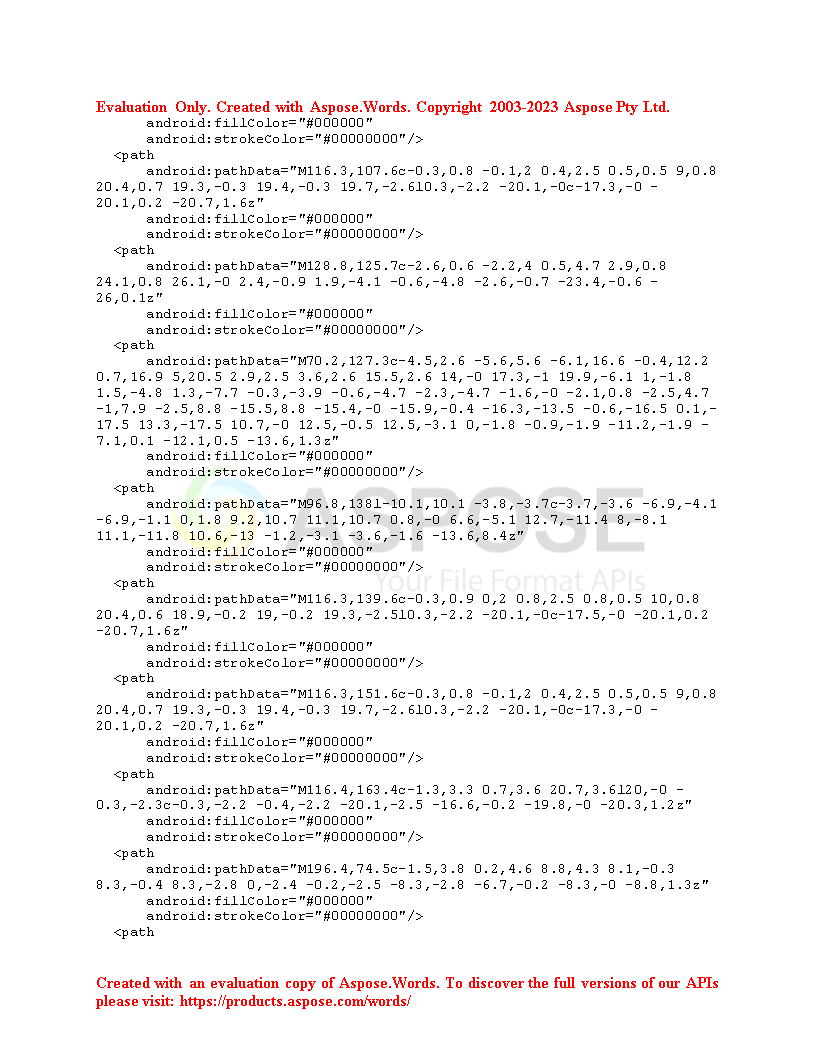 Evaluation Only. Created with Aspose.Words. Copyright 2003-2023 Aspose Pty Ltd.
android:fillColor="#000000"
android:strokeColor="#00000000"/>
<path
android:pathData="M116.3,107.6c-0.3,0.8 -0.1,2 0.4,2.5 0.5,0.5 9,0.8
20.4,0.7 19.3,-0.3 19.4,-0.3 19.7,-2.6l0.3,-2.2 -20.1,-0c-17.3,-0 -
20.1,0.2 -20.7,1.6z"
android:fillColor="#000000"
android:strokeColor="#00000000"/>
<path
android:pathData="M128.8,125.7c-2.6,0.6 -2.2,4 0.5,4.7 2.9,0.8
24.1,0.8 26.1,-0 2.4,-0.9 1.9,-4.1 -0.6,-4.8 -2.6,-0.7 -23.4,-0.6 -
26,0.1z"
android:fillColor="#000000"
android:strokeColor="#00000000"/>
<path
android:pathData="M70.2,127.3c-4.5,2.6 -5.6,5.6 -6.1,16.6 -0.4,12.2
0.7,16.9 5,20.5 2.9,2.5 3.6,2.6 15.5,2.6 14,-0 17.3,-1 19.9,-6.1 1,-1.8
1.5,-4.8 1.3,-7.7 -0.3,-3.9 -0.6,-4.7 -2.3,-4.7 -1.6,-0 -2.1,0.8 -2.5,4.7
-1,7.9 -2.5,8.8 -15.5,8.8 -15.4,-0 -15.9,-0.4 -16.3,-13.5 -0.6,-16.5 0.1,-
17.5 13.3,-17.5 10.7,-0 12.5,-0.5 12.5,-3.1 0,-1.8 -0.9,-1.9 -11.2,-1.9 -
7.1,0.1 -12.1,0.5 -13.6,1.3z"
android:fillColor="#000000"
android:strokeColor="#00000000"/>
<path
android:pathData="M96.8,138l-10.1,10.1 -3.8,-3.7c-3.7,-3.6 -6.9,-4.1
-6.9,-1.1 0,1.8 9.2,10.7 11.1,10.7 0.8,-0 6.6,-5.1 12.7,-11.4 8,-8.1
11.1,-11.8 10.6,-13 -1.2,-3.1 -3.6,-1.6 -13.6,8.4z"
android:fillColor="#000000"
android:strokeColor="#00000000"/>
ASPOSE
Your File Format APIs
<path
android:pathData="M116.3,139.6c-0.3,0.9 0,2 0.8,2.5 0.8,0.5 10,0.8
20.4,0.6 18.9,-0.2 19,-0.2 19.3,-2.5l0.3,-2.2 -20.1,-0c-17.5,-0 -20.1,0.2
-20.7,1.6z"
android:fillColor="#000000"
android:strokeColor="#00000000"/>
<path
android:pathData="M116.3,151.6c-0.3,0.8 -0.1,2 0.4,2.5 0.5,0.5 9,0.8
20.4,0.7 19.3,-0.3 19.4,-0.3 19.7,-2.6l0.3,-2.2 -20.1,-0c-17.3,-0 -
20.1,0.2 -20.7,1.6z"
android:fillColor="#000000"
android:strokeColor="#00000000"/>
<path
android:pathData="M116.4,163.4c-1.3,3.3 0.7,3.6 20.7,3.6l20,-0 -
0.3,-2.3c-0.3,-2.2 -0.4,-2.2 -20.1,-2.5 -16.6,-0.2 -19.8,-0 -20.3,1.2z"
android:fillColor="#000000"
android:strokeColor="#00000000"/>
<path
android:pathData="M196.4,74.5c-1.5,3.8 0.2,4.6 8.8,4.3 8.1,-0.3
8.3,-0.4 8.3,-2.8 0,-2.4 -0.2,-2.5 -8.3,-2.8 -6.7,-0.2 -8.3,-0 -8.8,1.3z"
android:fillColor="#000000"
android:strokeColor="#00000000"/>
<path
Created with an evaluation copy of Aspose.Words. To discover the full versions of our APIs
please visit: https://products.aspose.com/words/